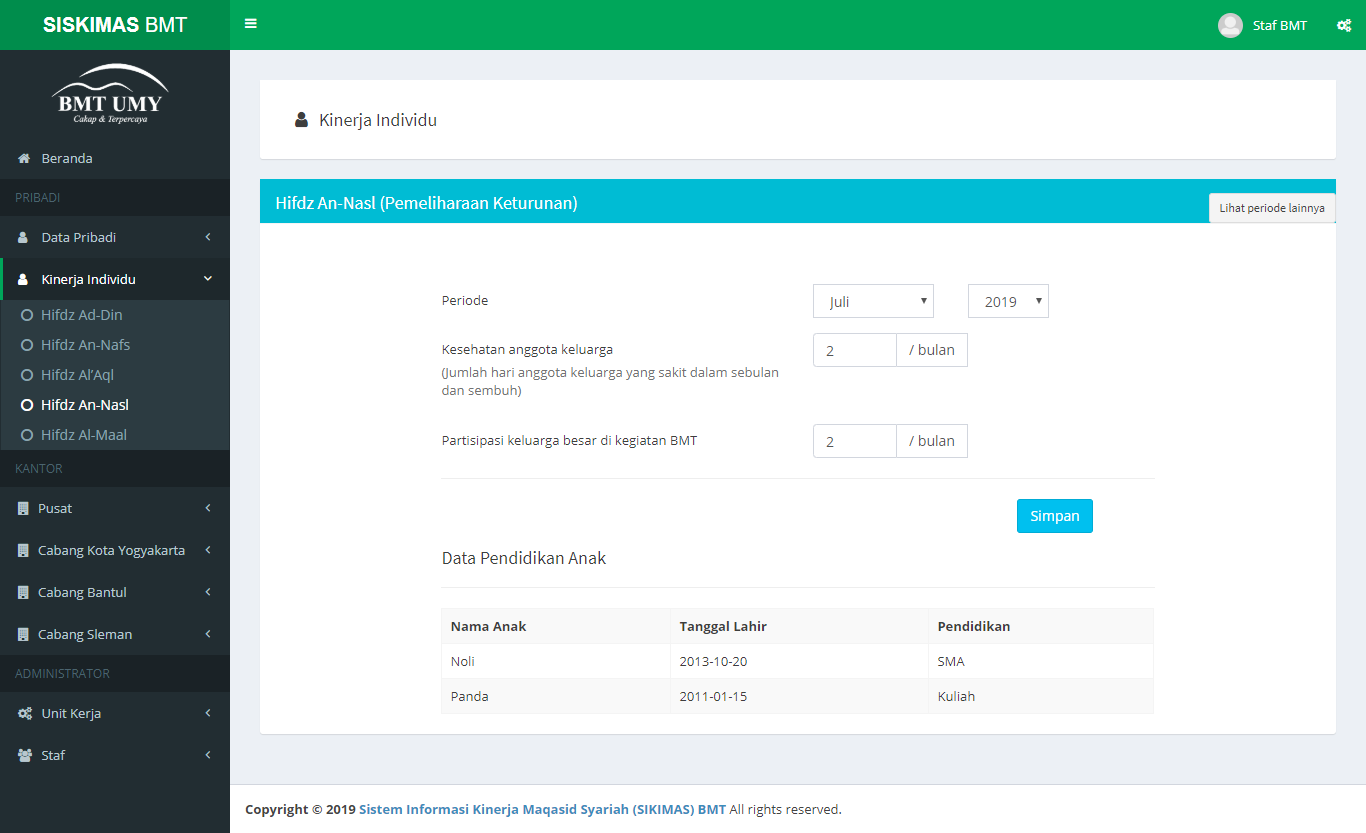 SISKIMAS BMT
Staf BMT
BMT UMY
Cakap & Terpercaya
Beranda
PRIBADI
Data Pribadi
Kinerja Individu
Hifdz Ad-Din
Hifdz An-Nafs
Hifdz Al'Aql
Hifdz An-Nasl
Hifdz Al-Maal
KANTOR
Pusat
Cabang Kota Yogyakarta
Cabang Bantul
Cabang Sleman
ADMINISTRATOR
Unit Kerja
Staf
Kinerja Individu
Hifdz An-Nasl (Pemeliharaan Keturunan)
Lihat periode lainnya
Periode Juli 2019
Kesehatan anggota keluarga 2 / bulan
(Jumlah hari anggota keluarga yang sakit dalam sebulan
dan sembuh)
Partisipasi keluarga besar di kegiatan BMT 2 / bulan
Simpan
Data Pendidikan Anak
Nama Anak Tanggal Lahir Pendidikan
Noli 2013-10-20 SMA
Panda 2011-01-15 Kuliah
Copyright © 2019 Sistem Informasi Kinerja Maqasid Syariah (SIKIMAS) BMT All rights reserved.